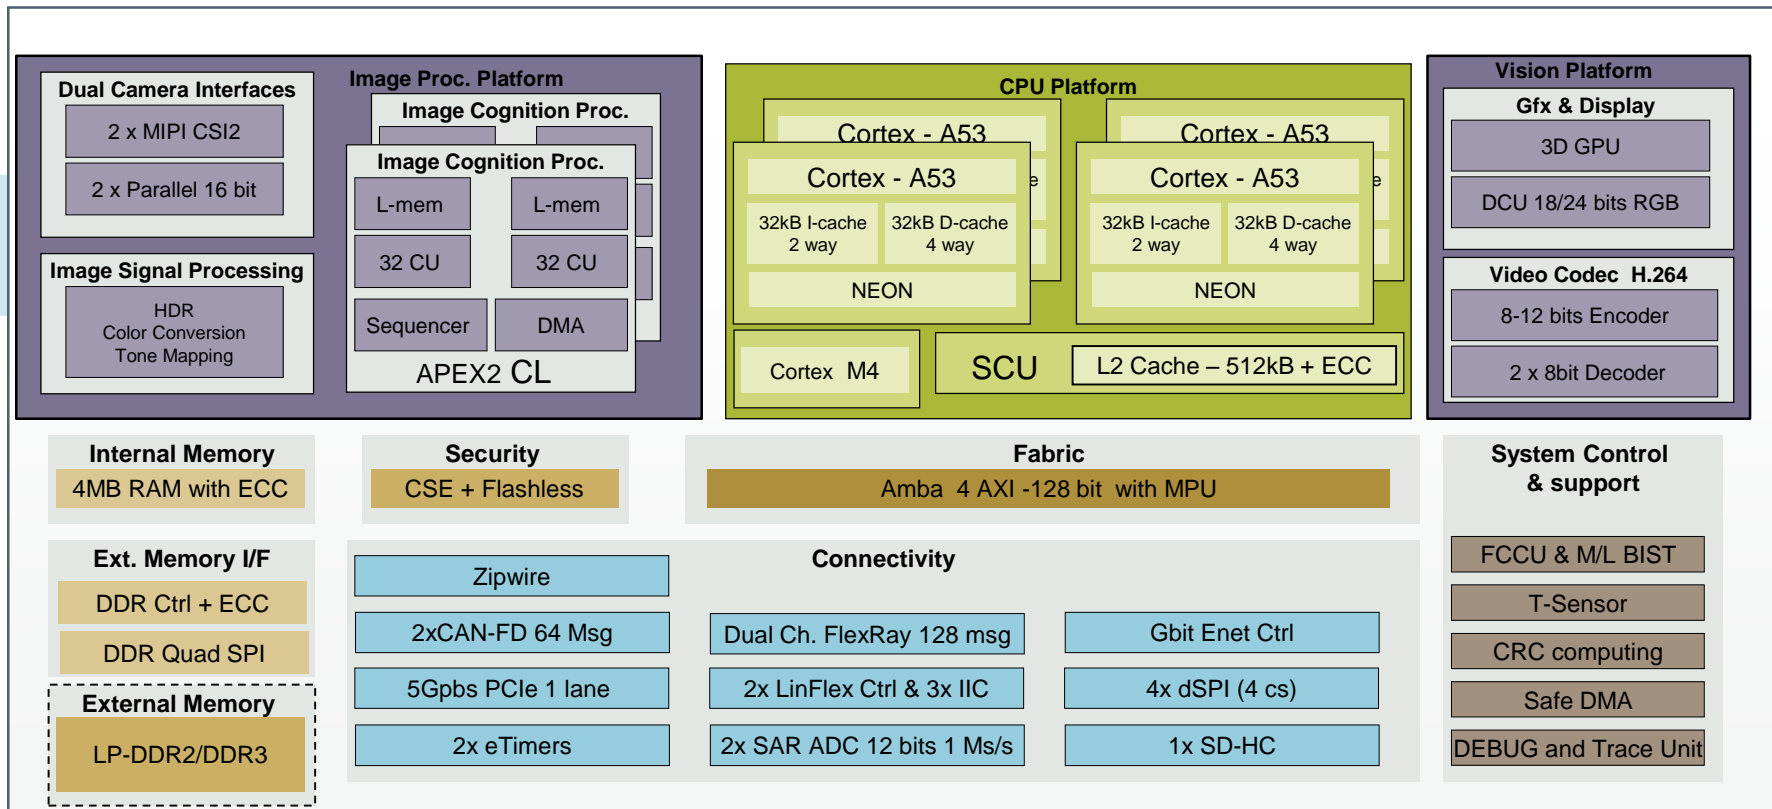 Image Proc. Platform
Dual Camera Interfaces
2 x MIPI CSI2
2 x Parallel 16 bit
Image Signal Processing
HDR
Color Conversion
Tone Mapping
Image Cognition Proc.
Image Cognition Proc.
L-mem
L-mem
32 CU
32 CU
Sequencer
DMA
APEX2 CL
CPU Platform
Cortex - A53
Cortex - A53
e
Cortex - A53
Cortex - A53
e
32kB I-cache
2 way
32kB D-cache
4 way
NEON
32kB I-cache
2 way
32kB D-cache
4 way
NEON
Cortex M4
SCU
L2 Cache – 512kB + ECC
Vision Platform
Gfx & Display
3D GPU
DCU 18/24 bits RGB
Video Codec H.264
8-12 bits Encoder
2 x 8bit Decoder
Internal Memory
4MB RAM with ECC
Security
CSE + Flashless
Fabric
Amba 4 AXI -128 bit with MPU
System Control
& support
FCCU & M/L BIST
T-Sensor
CRC computing
Safe DMA
DEBUG and Trace Unit
Ext. Memory I/F
DDR Ctrl + ECC
DDR Quad SPI
External Memory
LP-DDR2/DDR3
Connectivity
Zipwire
2xCAN-FD 64 Msg
Dual Ch. FlexRay 128 msg
Gbit Enet Ctrl
5Gpbs PCIe 1 lane
2x LinFlex Ctrl & 3x IIC
4x dSPI (4 cs)
2x eTimers
2x SAR ADC 12 bits 1 Ms/s
1x SD-HC